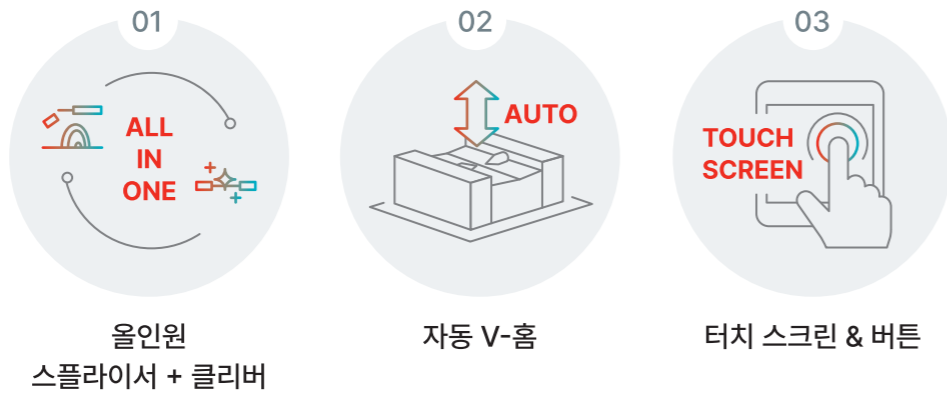 01
ALL
IN
ONE
올인원
스플라이서 + 클리버
02
AUTO
자동 V-홈
03
TOUCH
SCREEN
터치 스크린 & 버튼